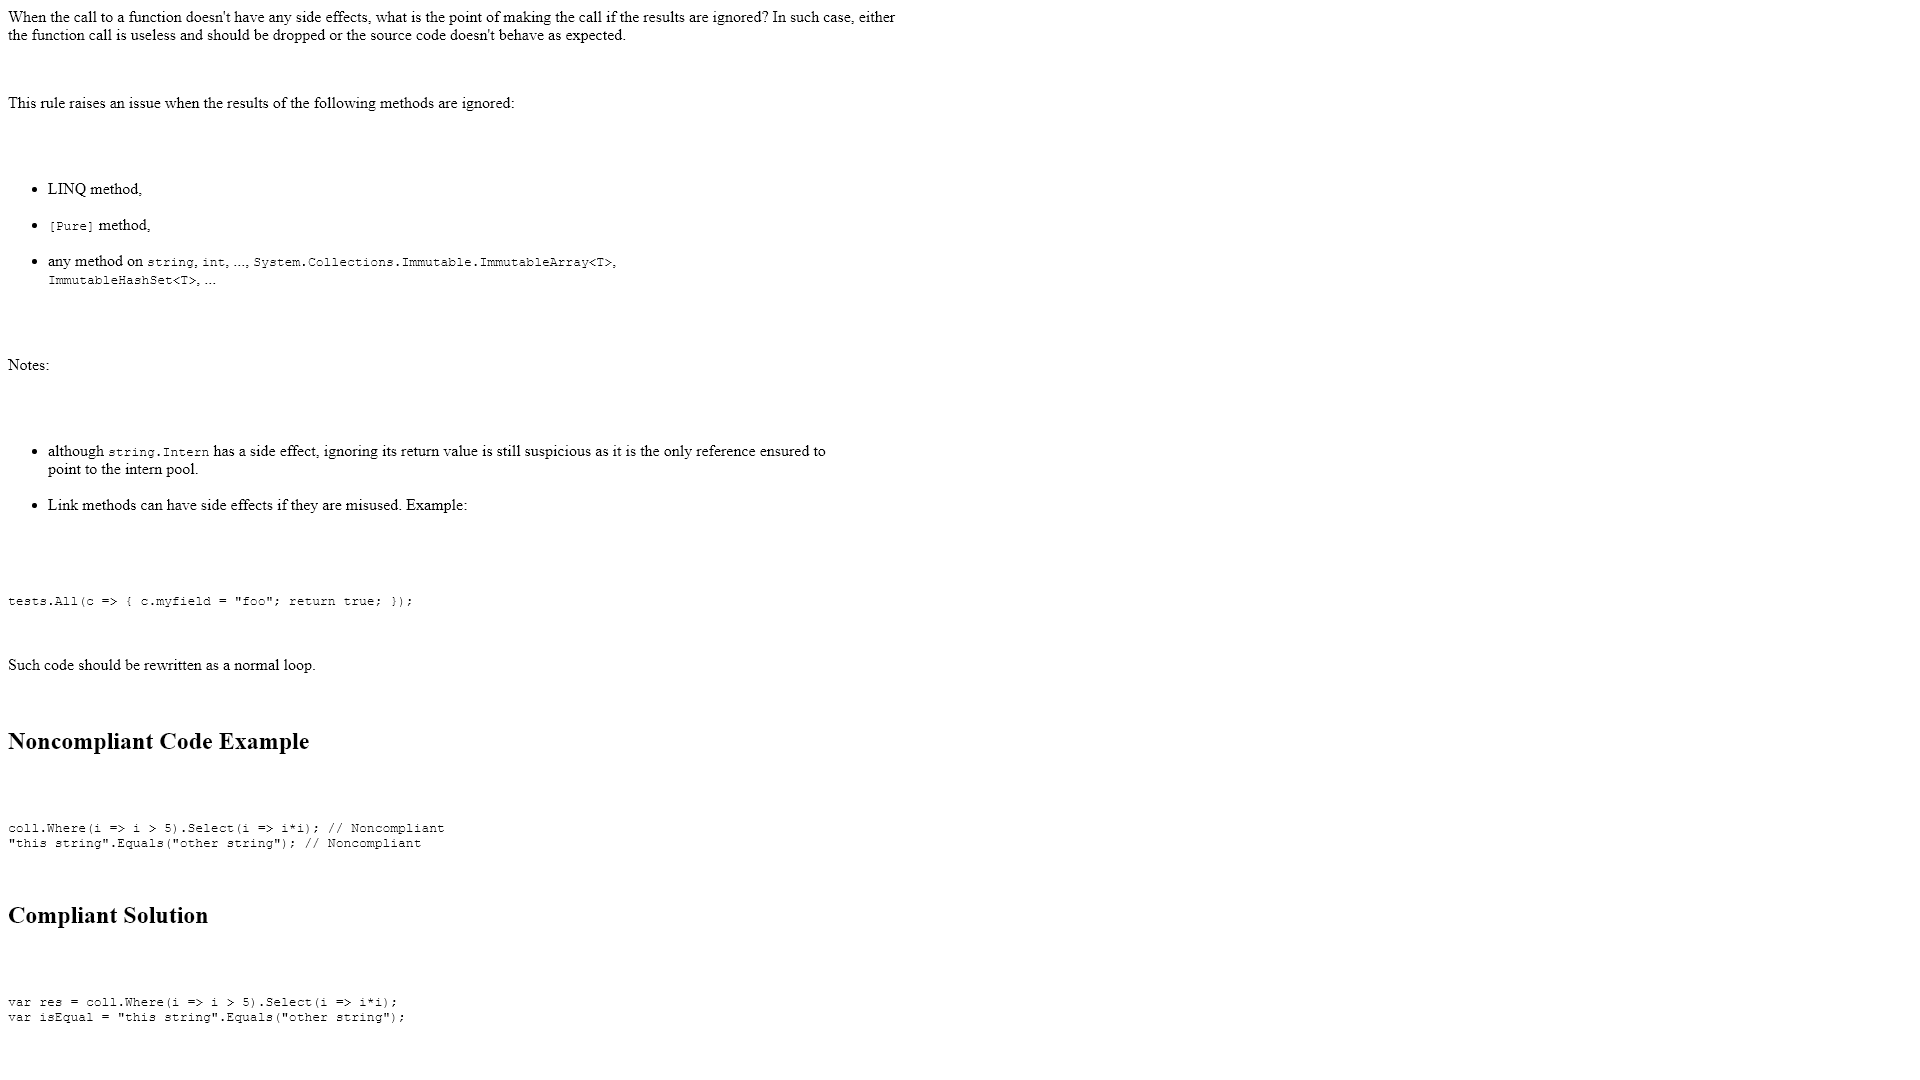 When the call to a function doesn't have any side effects, what is the point of making the call if the results are ignored? In such case, either
the function call is useless and should be dropped or the source code doesn't behave as expected.
This rule raises an issue when the results of the following methods are ignored:
• LINQ method,
• [Pure] method,
• any method on string, int, ..., System.Collections.Immutable.ImmutableArray<T>,
ImmutableHashSet<T>, ...
Notes:
• although string.Intern has a side effect, ignoring its return value is still suspicious as it is the only reference ensured to
point to the intern pool.
• Link methods can have side effects if they are misused. Example:
tests.All(c => { c.myfield = "foo"; return true; });
Such code should be rewritten as a normal loop.
Noncompliant Code Example
coll.Where(i => i > 5).Select(i => i*i); // Noncompliant
"this string".Equals("other string"); // Noncompliant
Compliant Solution
var res = coll.Where(i => i > 5).Select(i => i*i);
var isEqual = "this string".Equals("other string");